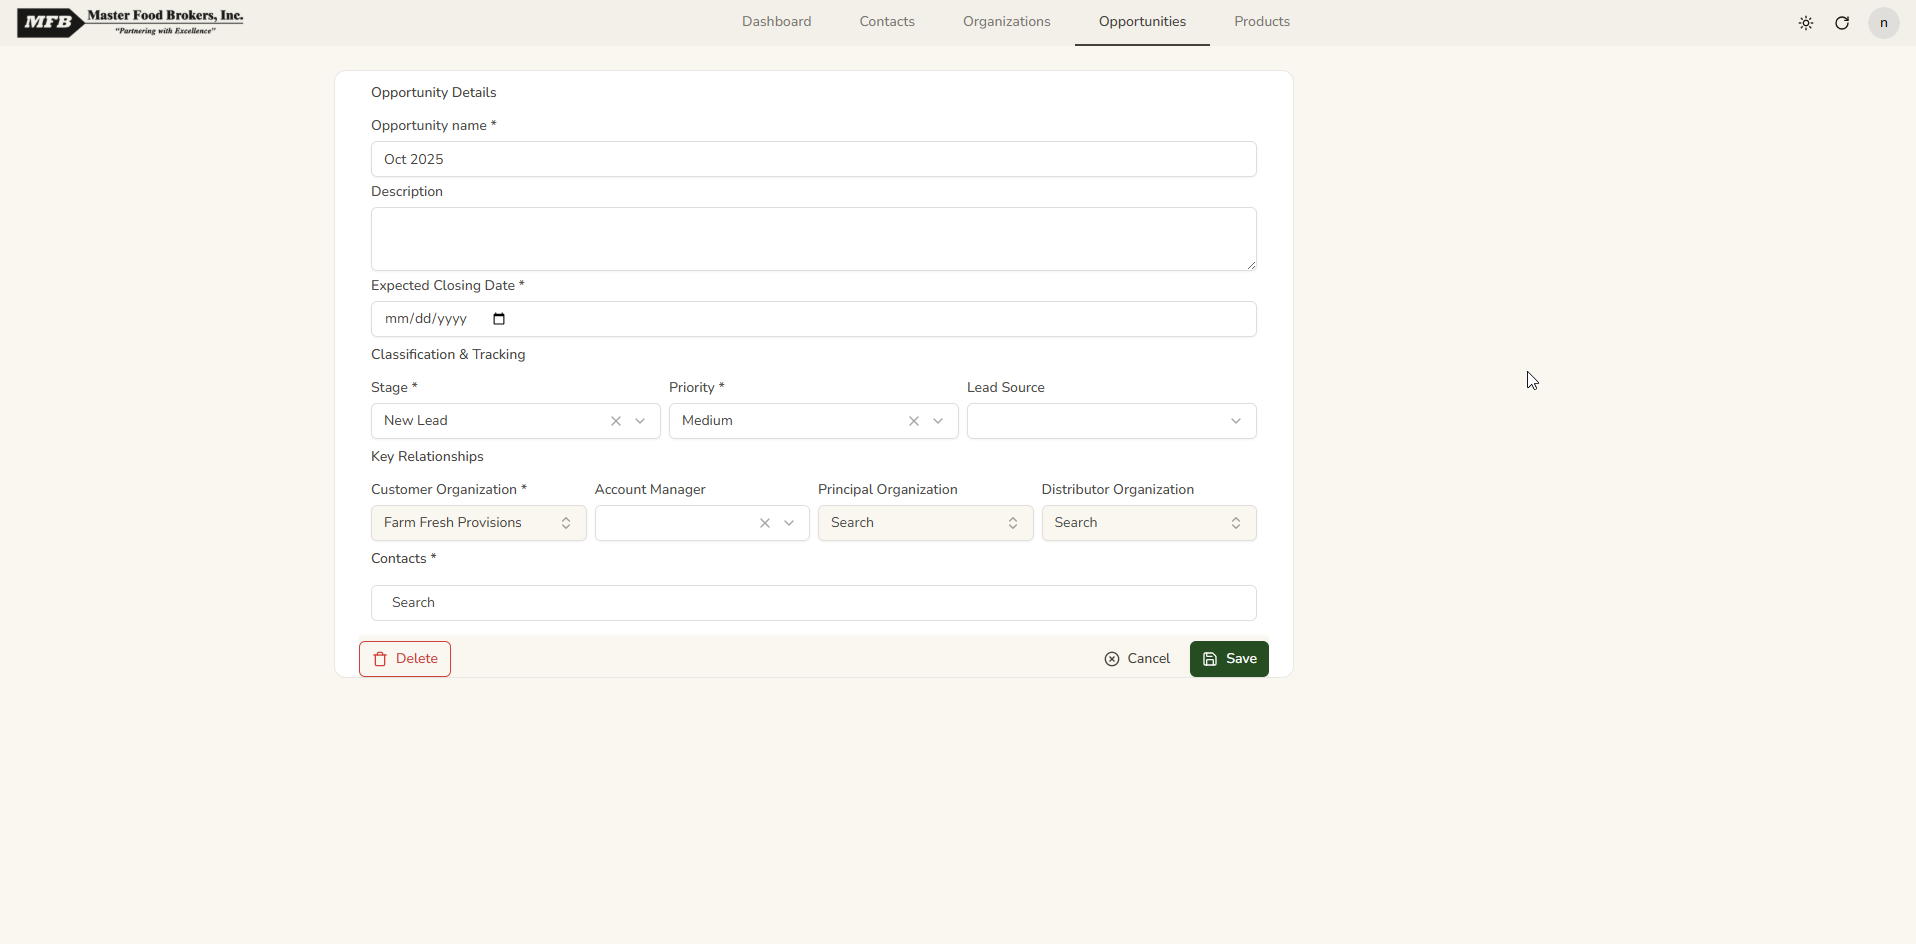 MFB Master Food Brokers, Inc.
"Partnering with Excellence"
Dashboard Contacts Organizations Opportunities Products
n
Opportunity Details
Opportunity name *
Oct 2025
Description
Expected Closing Date *
mm/dd/yyyy
Classification & Tracking
Stage * Priority * Lead Source
New Lead Medium
Key Relationships
Customer Organization * Account Manager Principal Organization Distributor Organization
Farm Fresh Provisions Search Search
Contacts *
Search
Delete Cancel Save